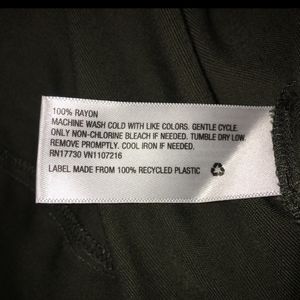 100% RAYON
MACHINE WASH COLD WITH LIKE COLORS. GENTLE CYCLE.
ONLY NON-CHLORINE BLEACH IF NEEDED. TUMBLE DRY LOW.
REMOVE PROMPTLY. COOL IRON IF NEEDED.
RN17730 VN1107216
LABEL MADE FROM 100% RECYCLED PLASTIC